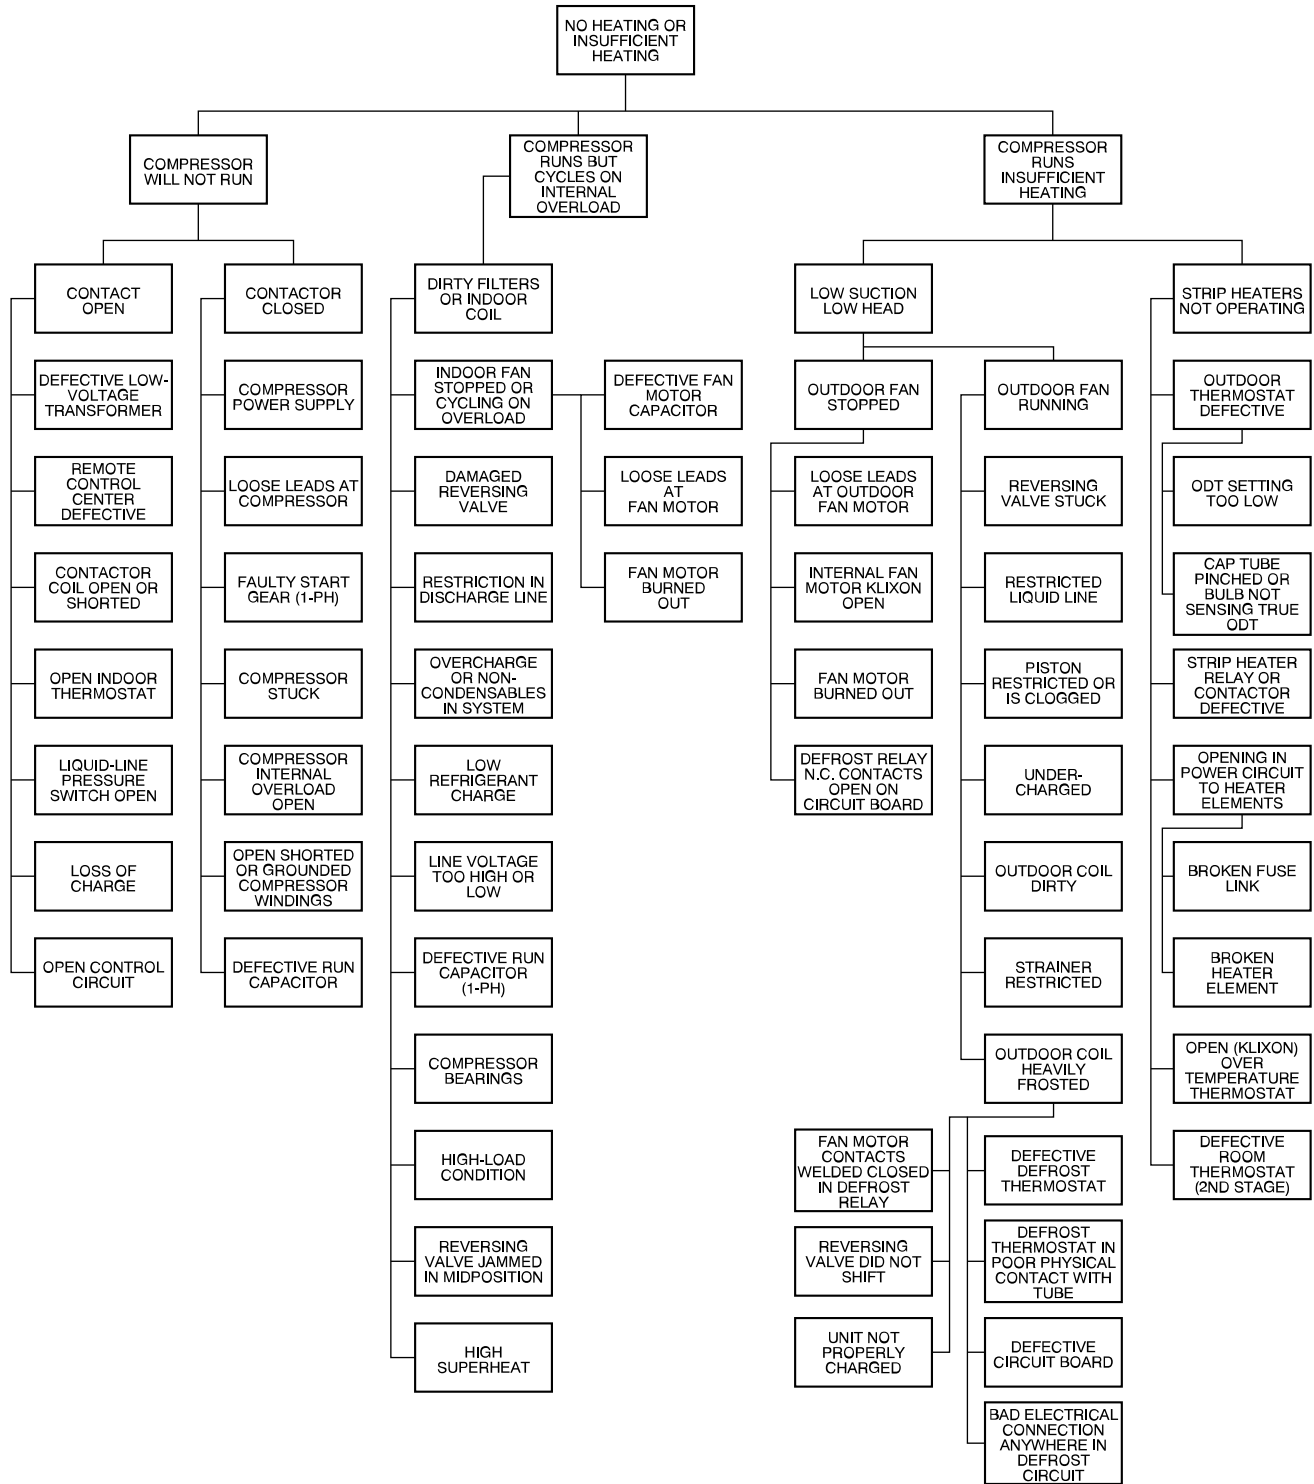 NO HEATING OR
INSUFFICIENT
HEATING
COMPRESSOR
WILL NOT RUN
COMPRESSOR
RUNS BUT
CYCLES ON
INTERNAL
OVERLOAD
COMPRESSOR
RUNS
INSUFFICIENT
HEATING
CONTACT
OPEN
DEFECTIVE LOW-
VOLTAGE
TRANSFORMER
REMOTE
CONTROL
CENTER
DEFECTIVE
CONTACTOR
COIL OPEN OR
SHORTED
OPEN INDOOR
THERMOSTAT
LIQUID-LINE
PRESSURE
SWITCH OPEN
LOSS OF
CHARGE
OPEN CONTROL
CIRCUIT
CONTACTOR
CLOSED
COMPRESSOR
POWER SUPPLY
LOOSE LEADS AT
COMPRESSOR
FAULTY START
GEAR (1-PH)
COMPRESSOR
STUCK
COMPRESSOR
INTERNAL
OVERLOAD
OPEN
OPEN SHORTED
OR GROUNDED
COMPRESSOR
WINDINGS
DEFECTIVE RUN
CAPACITOR
DIRTY FILTERS
OR INDOOR
COIL
INDOOR FAN
STOPPED OR
CYCLING ON
OVERLOAD
DAMAGED
REVERSING
VALVE
RESTRICTION IN
DISCHARGE LINE
OVERCHARGE
OR NON-
CONDENSABLES
IN SYSTEM
LOW
REFRIGERANT
CHARGE
LINE VOLTAGE
TOO HIGH OR
LOW
DEFECTIVE RUN
CAPACITOR
(1-PH)
COMPRESSOR
BEARINGS
HIGH-LOAD
CONDITION
REVERSING
VALVE JAMMED
IN MIDPOSITION
HIGH
SUPERHEAT
DEFECTIVE FAN
MOTOR
CAPACITOR
LOOSE LEADS
AT
FAN MOTOR
FAN MOTOR
BURNED
OUT
LOW SUCTION
LOW HEAD
OUTDOOR FAN
STOPPED
LOOSE LEADS
AT OUTDOOR
FAN MOTOR
INTERNAL FAN
MOTOR KLIXON
OPEN
FAN MOTOR
BURNED OUT
DEFROST RELAY
N.C. CONTACTS
OPEN ON
CIRCUIT BOARD
OUTDOOR FAN
RUNNING
REVERSING
VALVE STUCK
RESTRICTED
LIQUID LINE
PISTON
RESTRICTED OR
IS CLOGGED
UNDER-
CHARGED
OUTDOOR COIL
DIRTY
STRAINER
RESTRICTED
OUTDOOR COIL
HEAVILY
FROSTED
FAN MOTOR
CONTACTS
WELDED CLOSED
IN DEFROST
RELAY
REVERSING
VALVE DID NOT
SHIFT
UNIT NOT
PROPERLY
CHARGED
DEFECTIVE
DEFROST
THERMOSTAT
DEFROST
THERMOSTAT IN
POOR PHYSICAL
CONTACT WITH
TUBE
DEFECTIVE
CIRCUIT BOARD
BAD ELECTRICAL
CONNECTION
ANYWHERE IN
DEFROST
CIRCUIT
STRIP HEATERS
NOT OPERATING
OUTDOOR
THERMOSTAT
DEFECTIVE
ODT SETTING
TOO LOW
CAP TUBE
PINCHED OR
BULB NOT
SENSING TRUE
ODT
STRIP HEATER
RELAY OR
CONTACTOR
DEFECTIVE
OPENING IN
POWER CIRCUIT
TO HEATER
ELEMENTS
BROKEN FUSE
LINK
BROKEN
HEATER
ELEMENT
OPEN (KLIXON)
OVER
TEMPERATURE
THERMOSTAT
DEFECTIVE
ROOM
THERMOSTAT
(2ND STAGE)